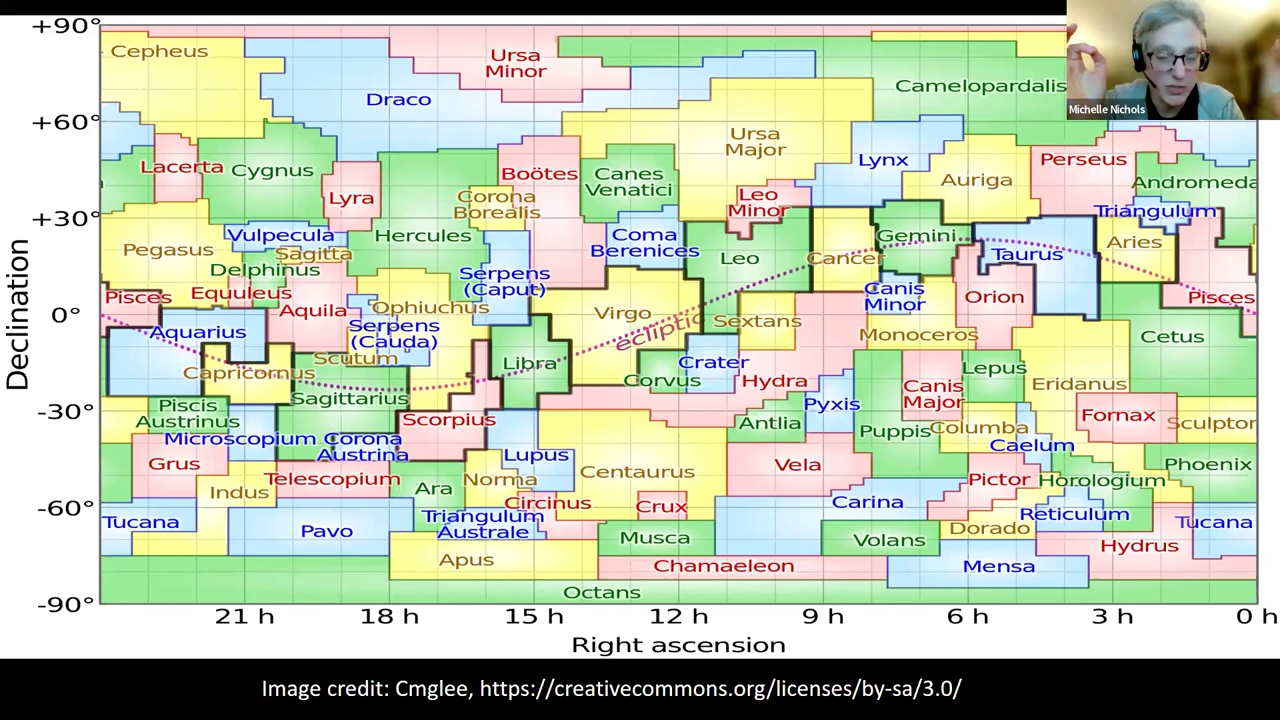 +90°
Cepheus
Ursa
Minor
Draco
Camelopardalis
Michelle Nichols
+60°
Ursa
Major
Lacerta
Cygnus
Lyra
Boötes
Canes
Venatici
Lynx
Perseus
Auriga
Andromeda
Corona
Borealis
Leo
Minor
+30°
Triangulum
Vulpecula
Hercules
Coma
Berenices
Gemini
Aries
Pegasus
Sagitta
Delphinus
Serpens
(Caput)
Leo
Cancer
Taurus
Equuleus
Pisces
Aquila
Ophiuchus
Virgo
Canis
Minor
Orion
Pisces
Declination
0°
Aquarius
Serpens
(Cauda)
ecliptic
Sextans
Monoceros
Cetus
Scutum
Capricornus
Libra
Crater
Corvus
Hydra
Lepus
Eridanus
Sagittarius
Canis
Major
-30°
Piscis
Austrinus
Scorpius
Antlia
Pyxis
Puppis
Columba
Fornax
Sculptor
Microscopium
Corona
Austrina
Lupus
Caelum
Grus
Telescopium
Norma
Centaurus
Vela
Pictor
Horologium
Phoenix
Indus
Ara
Circinus
Crux
Carina
-60°
Tucana
Pavo
Triangulum
Australe
Musca
Volans
Dorado
Reticulum
Tucana
Apus
Chamaeleon
Mensa
Hydrus
-90°
Octans
21 h
18 h
15 h
12 h
9 h
6 h
3 h
0 h
Right ascension
Image credit: Cmglee, https://creativecommons.org/licenses/by-sa/3.0/